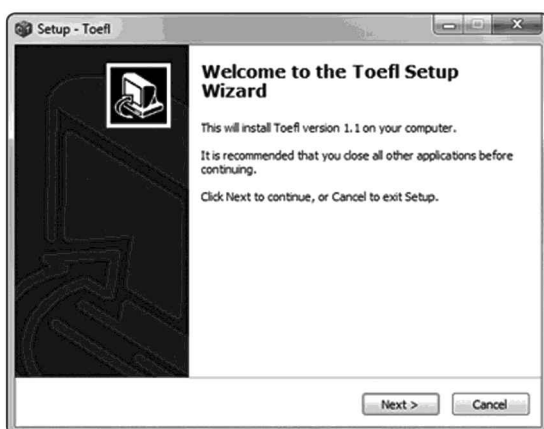 Setup - Toefl
Welcome to the Toefl Setup
Wizard
This will install Toefl version 1.1 on your computer.
It is recommended that you close all other applications before
continuing.
Click Next to continue, or Cancel to exit Setup.
Next >
Cancel